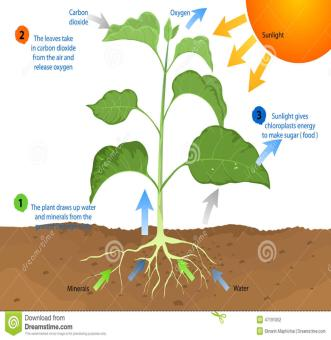 Carbon
dioxide
Oxygen
Sunlight
2
The leaves take
in carbon dioxide
from the air and
release oxygen
3
Sunlight gives
chloroplasts energy
to make sugar ( food )
1
The plant draws up water
and minerals from the
Minerals
Water
dreamstime
Download from
Dreamstime.com
47191002